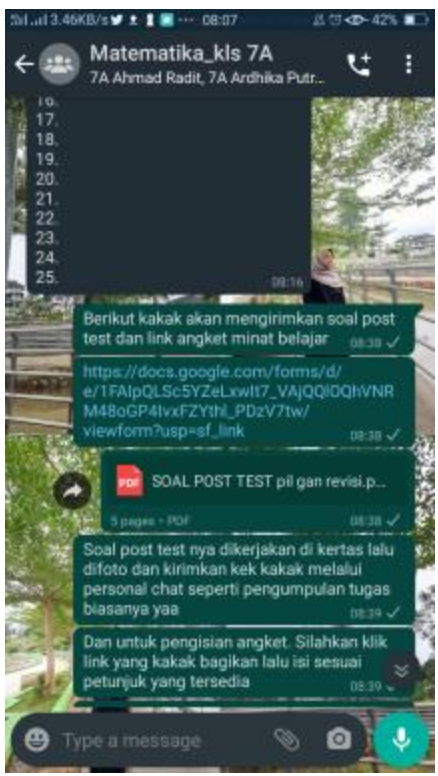 3.46KB/s 08:07 42%
Matematika_kls 7A
7A Ahmad Radit, 7A Ardhika Putr...
16.
17.
18.
19.
20.
21.
22.
23.
24.
25.
08:16
Berikut kakak akan mengirimkan soal post
test dan link angket minat belajar 08:38
https://docs.google.com/forms/d/
e/1FAIpQLSc5YZeLxwIt7_VAjQQlOQhVNR
M48oGP4IvxFZYthl_PDzV7tw/
viewform?usp=sf_link
08:38
PDF SOAL POST TEST pil gan revisi.p...
5 pages • PDF 08:38
Soal post test nya dikerjakan di kertas lalu
difoto dan kirimkan kek kakak melalui
personal chat seperti pengumpulan tugas
biasanya yaa 08:39
Dan untuk pengisian angket. Silahkan klik
link yang kakak bagikan lalu isi sesuai
petunjuk yang tersedia 08:39
Type a message